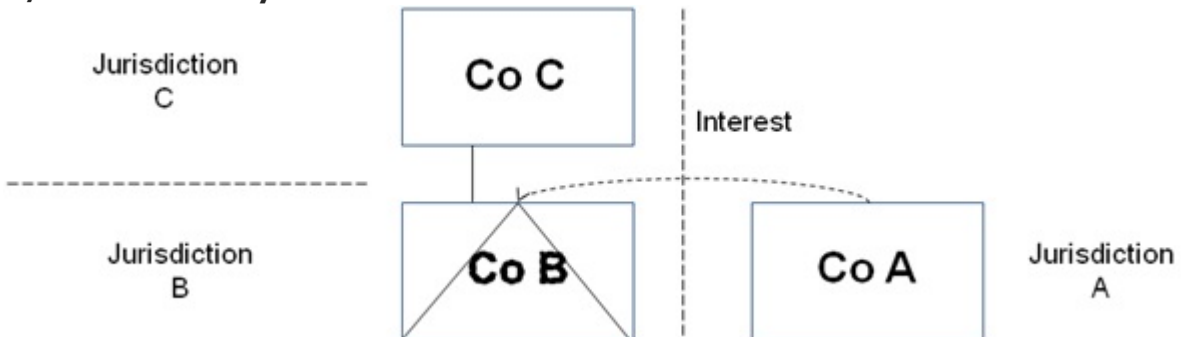 Jurisdiction
C
Co C
Interest
Jurisdiction
B
Co B
Co A
Jurisdiction
A